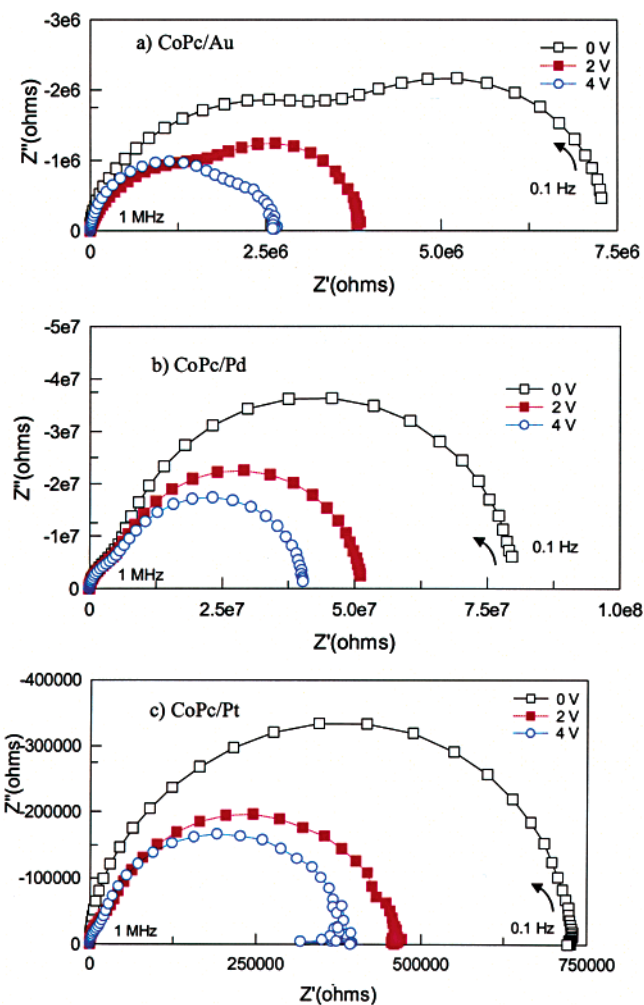 -3e6
a) CoPc/Au
0 V
2 V
4 V
-2e6
Z"(ohms)
-1e6
1 MHz
0.1 Hz
0
0
2.5e6
5.0e6
7.5e6
Z'(ohms)
-5e7
b) CoPc/Pd
-4e7
0 V
2 V
4 V
-3e7
Z"(ohms)
-2e7
-1e7
1 MHz
0.1 Hz
0
0
2.5e7
5.0e7
7.5e7
1.0e8
Z'(ohms)
-400000
c) CoPc/Pt
0 V
2 V
4 V
-300000
Z"(ohms)
-200000
-100000
1 MHz
0.1 Hz
0
0
250000
500000
750000
Z'(ohms)